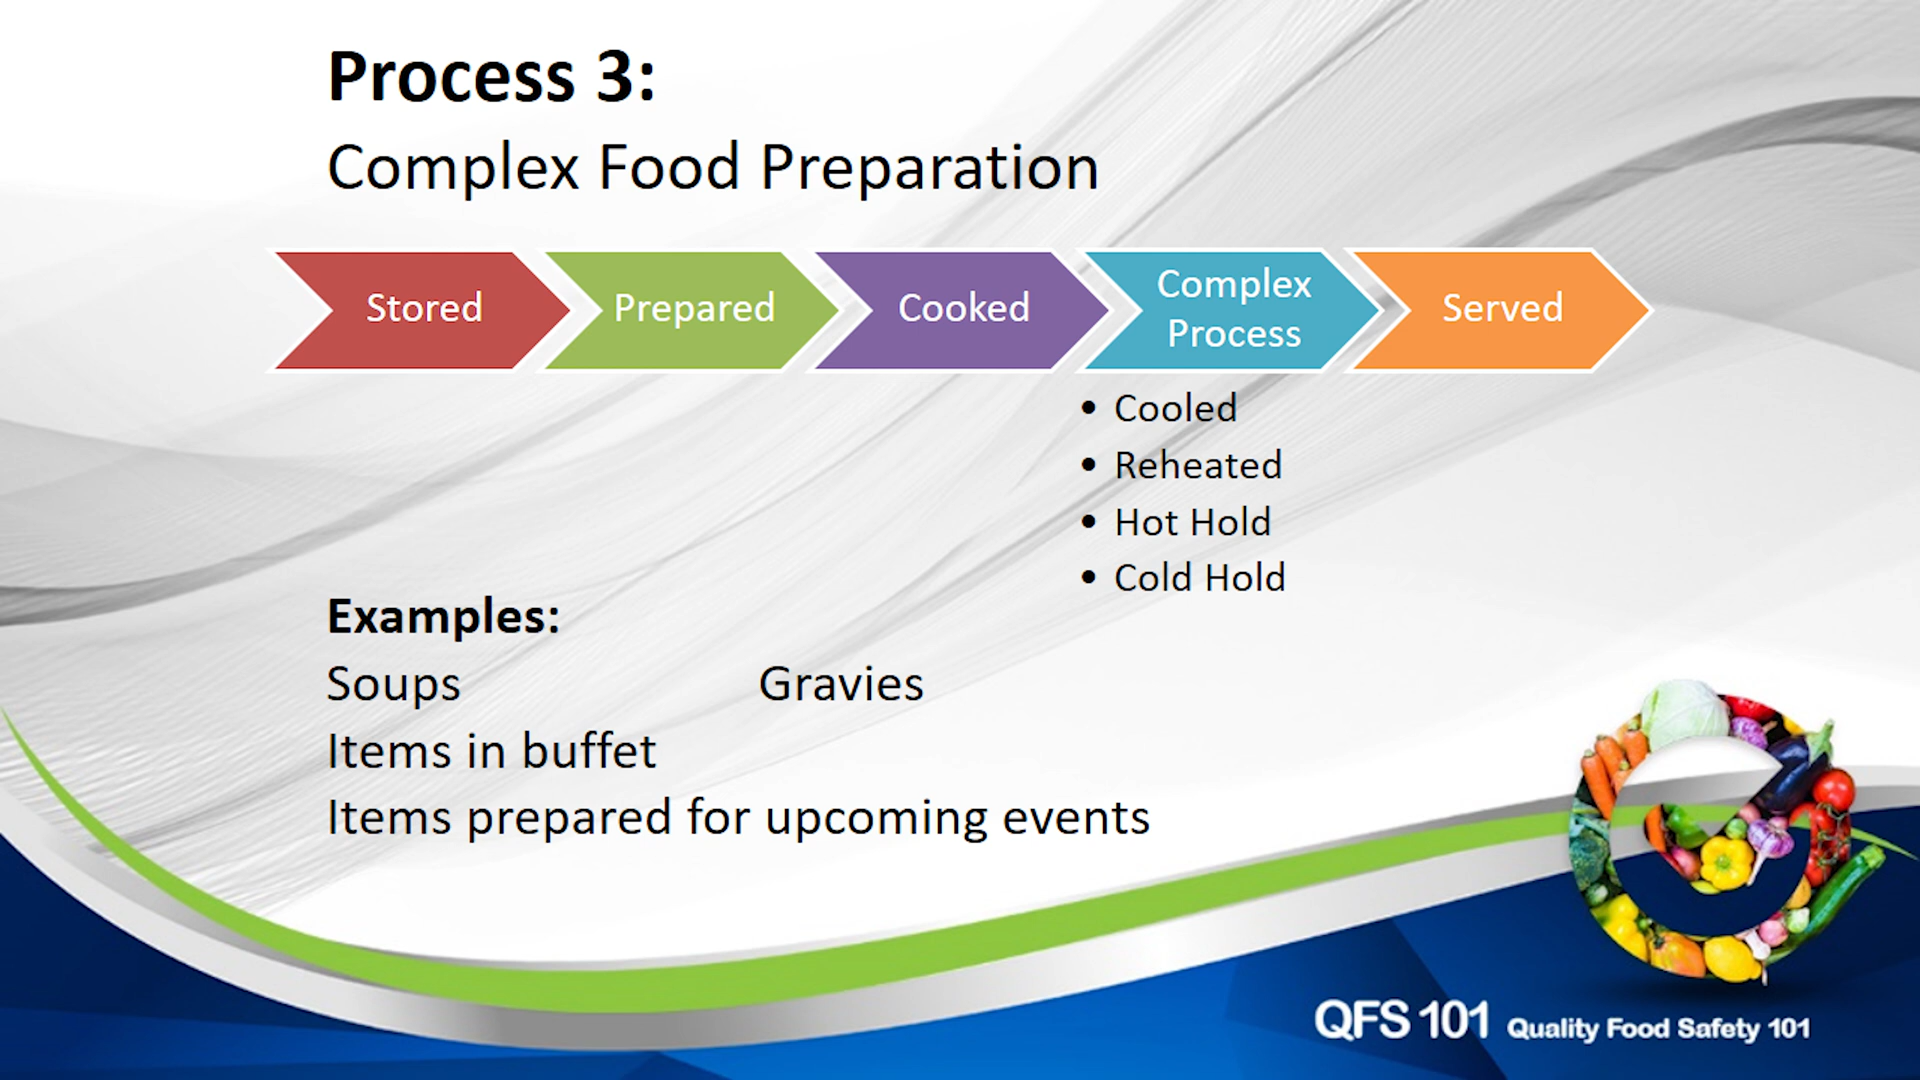 Process 3:
Complex Food Preparation
Stored
Prepared
Cooked
Complex
Process
Served
• Cooled
• Reheated
• Hot Hold
• Cold Hold
Examples:
Soups Gravies
Items in buffet
Items prepared for upcoming events
QFS 101 Quality Food Safety 101